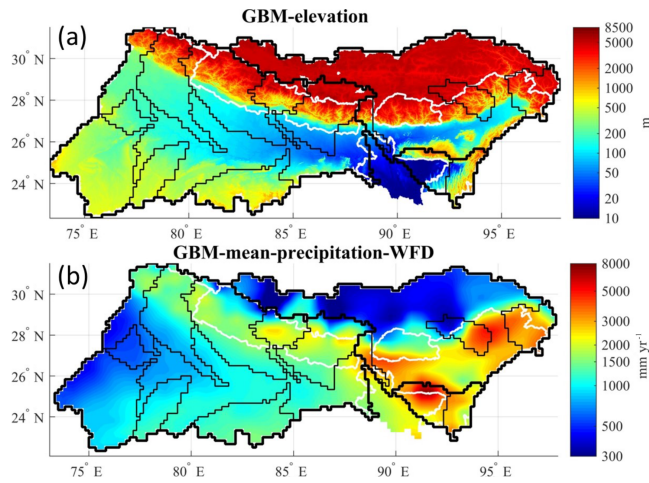 GBM-elevation
(a)
30° N
28° N
26° N
24° N
75° E
80° E
85° E
90° E
95° E
8500
5000
2000
1000
500
200
100
50
20
10
m
GBM-mean-precipitation-WFD
(b)
30° N
28° N
26° N
24° N
75° E
80° E
85° E
90° E
95° E
8000
5000
3000
2000
1500
1000
500
300
mm yr⁻¹